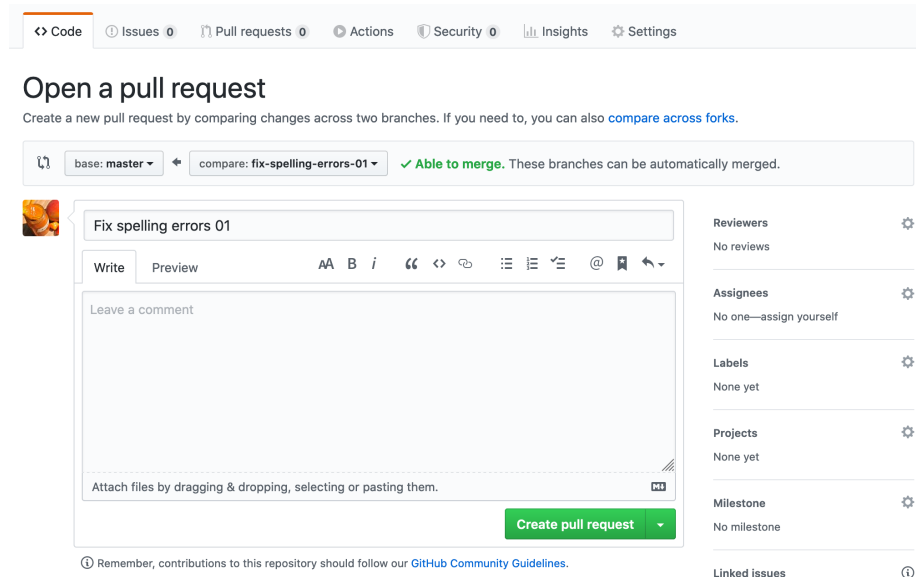 Code Issues 0 Pull requests 0 Actions Security 0 Insights Settings
Open a pull request
Create a new pull request by comparing changes across two branches. If you need to, you can also compare across forks.
base: master compare: fix-spelling-errors-01 Able to merge. These branches can be automatically merged.
Fix spelling errors 01
Write Preview
Leave a comment
Attach files by dragging & dropping, selecting or pasting them.
Create pull request
Remember, contributions to this repository should follow our GitHub Community Guidelines.
Reviewers
No reviews
Assignees
No one—assign yourself
Labels
None yet
Projects
None yet
Milestone
No milestone
Linked issues